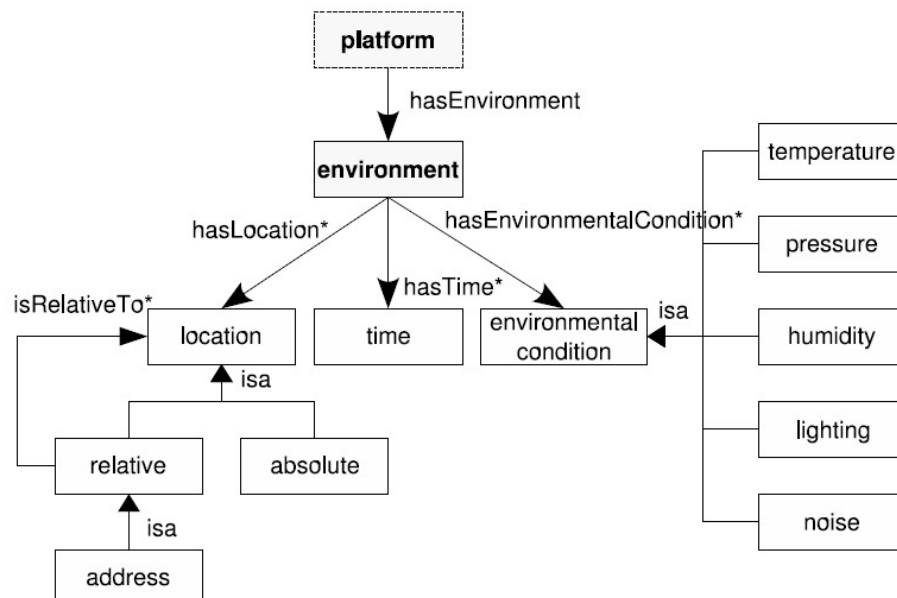 platform
hasEnvironment
environment
temperature
hasLocation*
hasEnvironmentalCondition*
pressure
isRelativeTo*
hasTime*
location
time
environmental
condition
isa
humidity
isa
relative
absolute
lighting
isa
address
noise